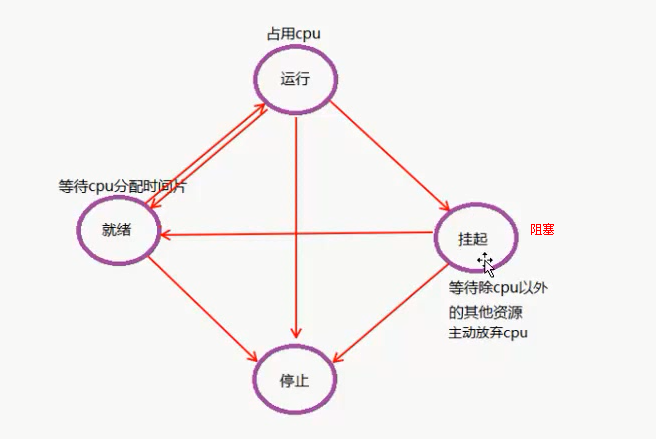 占用cpu
运行
等待cpu分配时间片
就绪
挂起
阻塞
等待除cpu以外
的其他资源
主动放弃cpu
停止